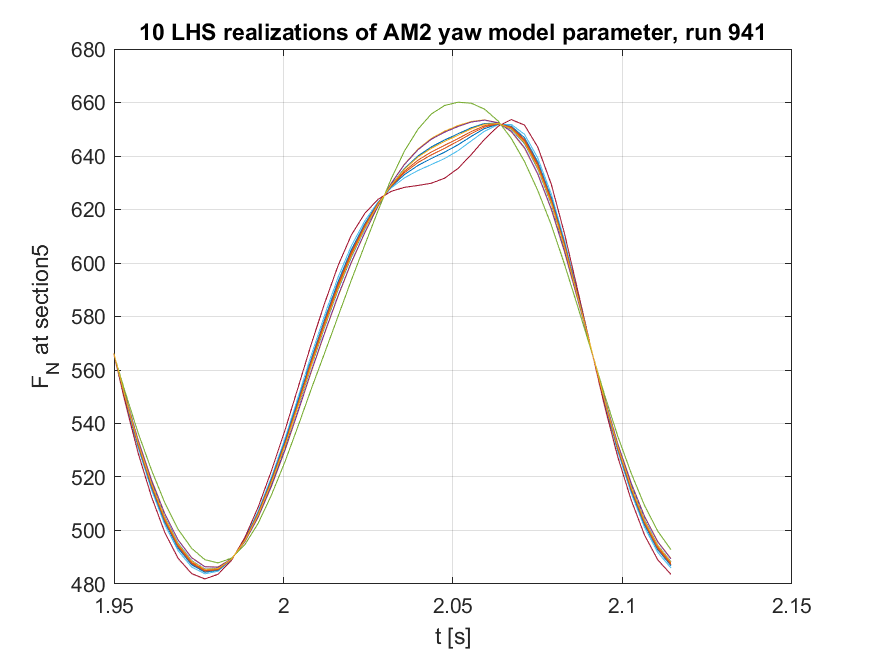 10 LHS realizations of AM2 yaw model parameter, run 941
680
660
640
620
600
580
560
540
520
500
480
F_N at section5
1.95 2 2.05 2.1 2.15
t [s]